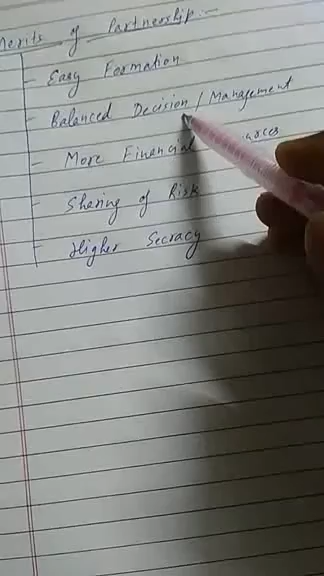 Merits of Partnership :-
Easy Formation
Balanced Decision / Management
More Financial
Sharing of Risk
Higher Secracy